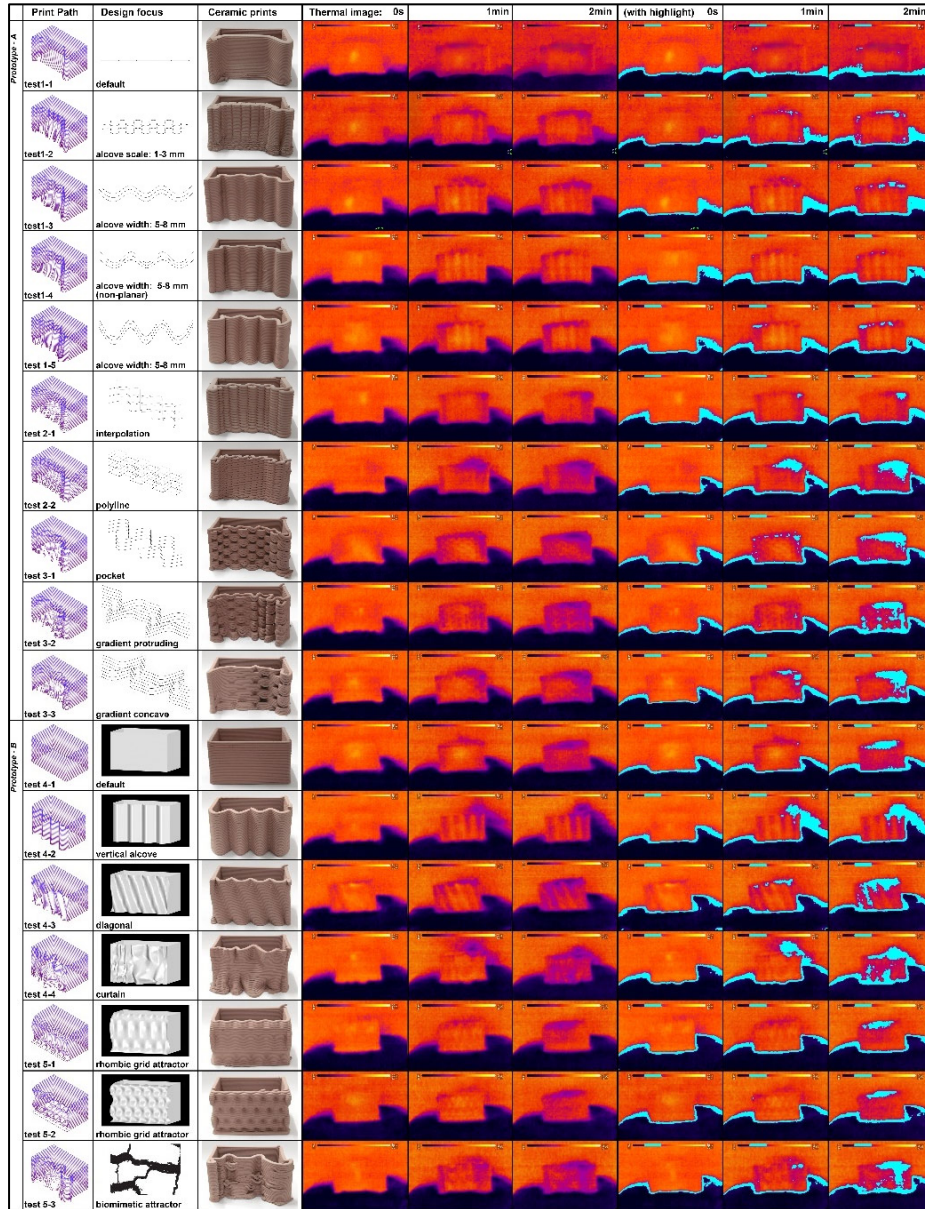 Print Path Design focus Ceramic prints Thermal image: 0s 1min 2min (with highlight) 0s 1min 2min
Prototype - A
test1-1 default
test1-2 alcove scale: 1-3 mm
test1-3 alcove width: 5-8 mm
alcove width: 5-8 mm
test1-4 (non-planar)
test 1-5 alcove width: 5-8 mm
test 2-1 interpolation
test 2-2 polyline
test 3-1 pocket
test 3-2 gradient protruding
test 3-3 gradient concave
Prototype - B
test 4-1 default
test 4-2 vertical alcove
test 4-3 diagonal
test 4-4 curtain
test 5-1 rhombic grid attractor
test 5-2 rhombic grid attractor
test 5-3 biomimetic attractor